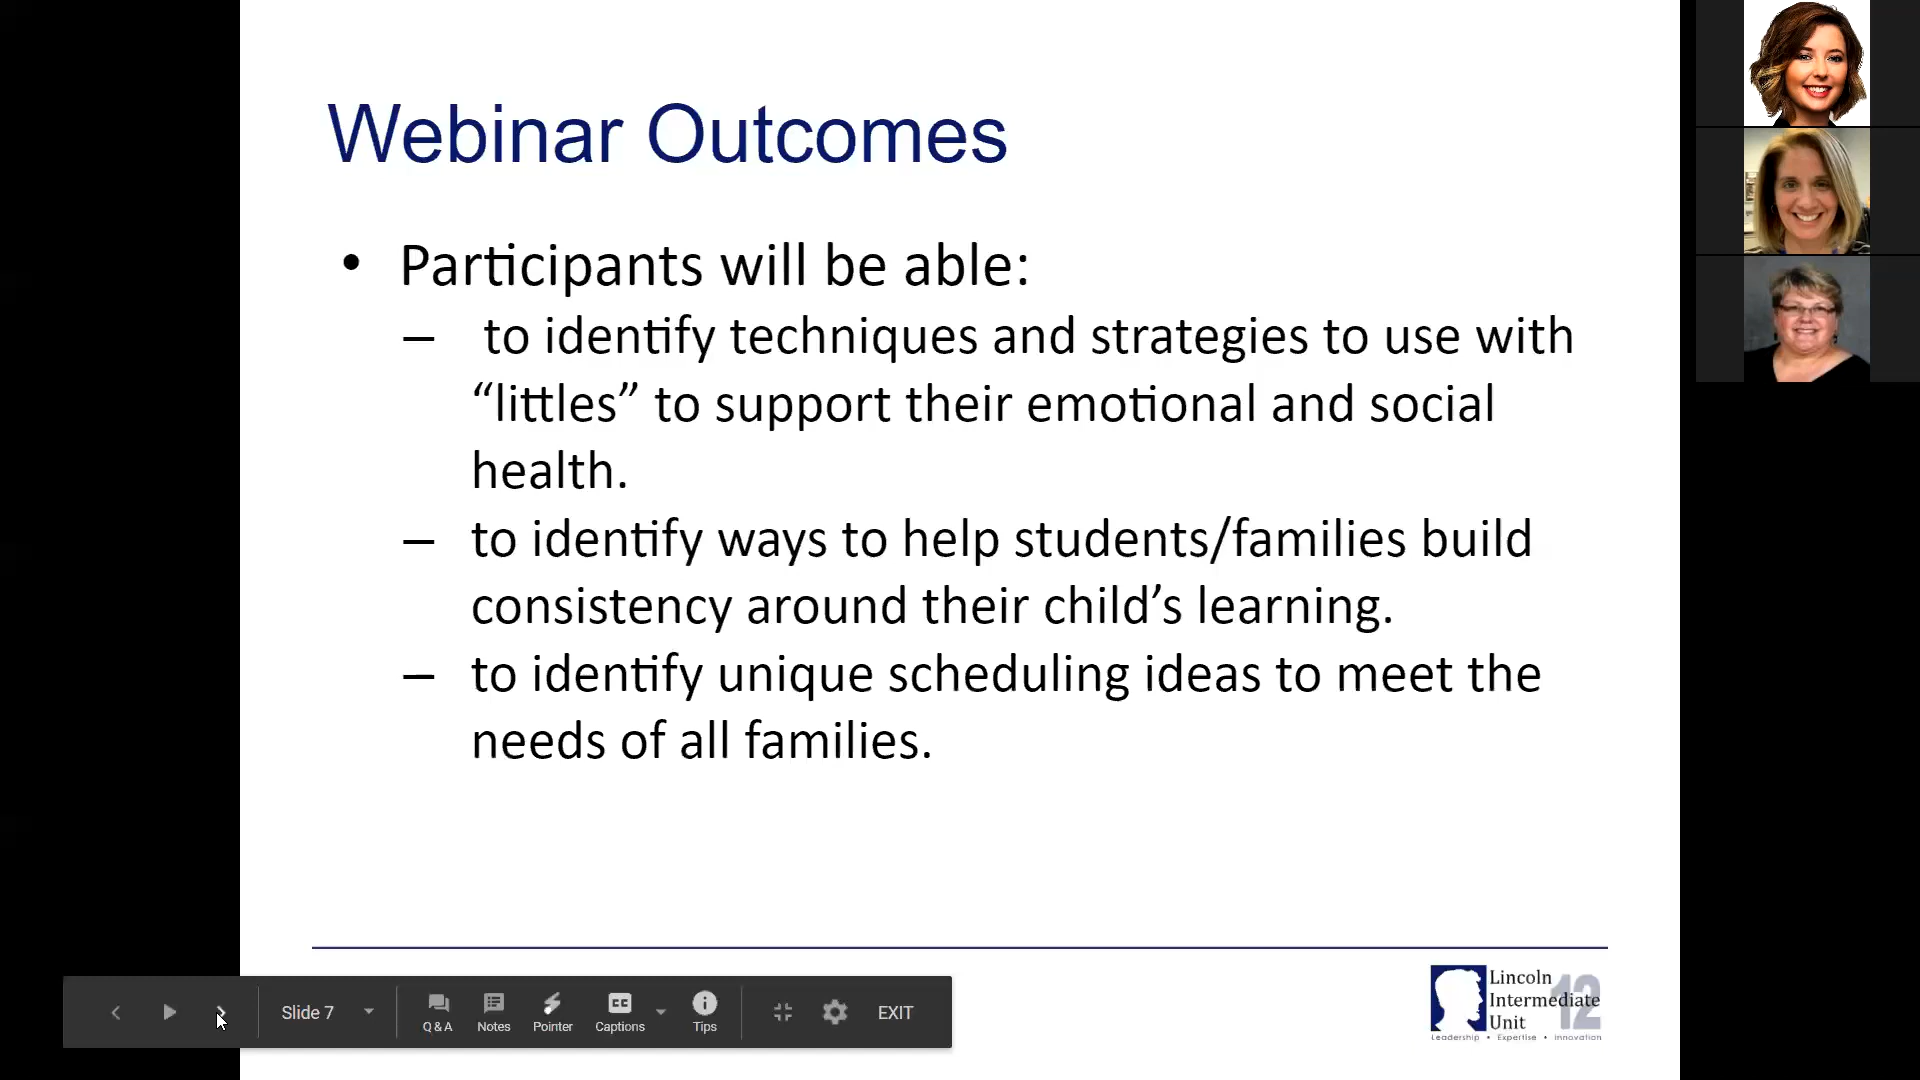 Webinar Outcomes
• Participants will be able:
– to identify techniques and strategies to use with
“littles” to support their emotional and social
health.
– to identify ways to help students/families build
consistency around their child’s learning.
– to identify unique scheduling ideas to meet the
needs of all families.
Lincoln
Intermediate
Unit
12
Leadership • Expertise • Innovation
Slide 7
Q & A
Notes
Pointer
CC
Captions
Tips
EXIT